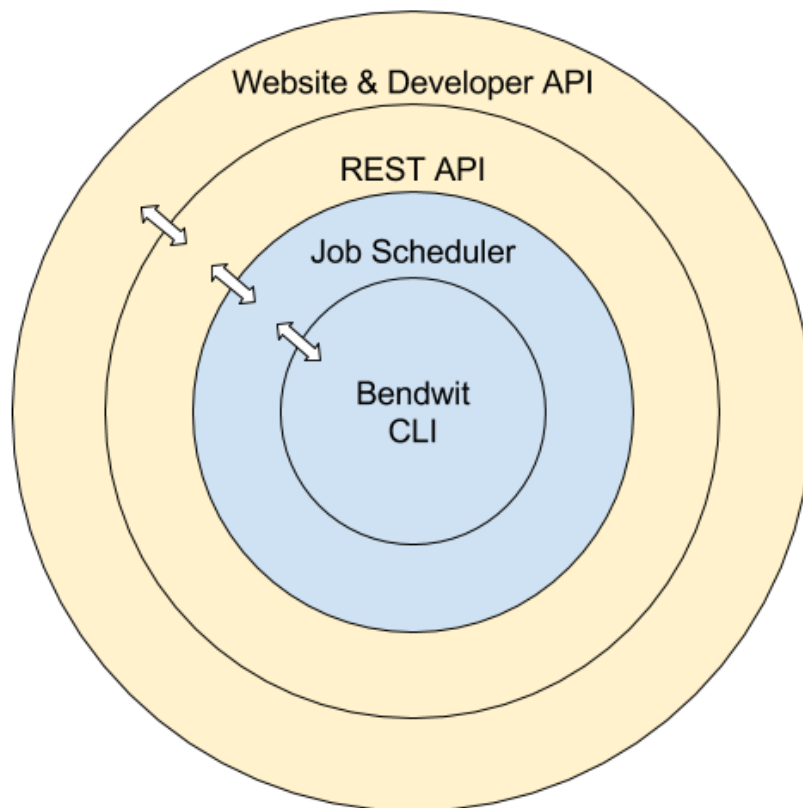 Website & Developer API
REST API
Job Scheduler
Bendwit
CLI